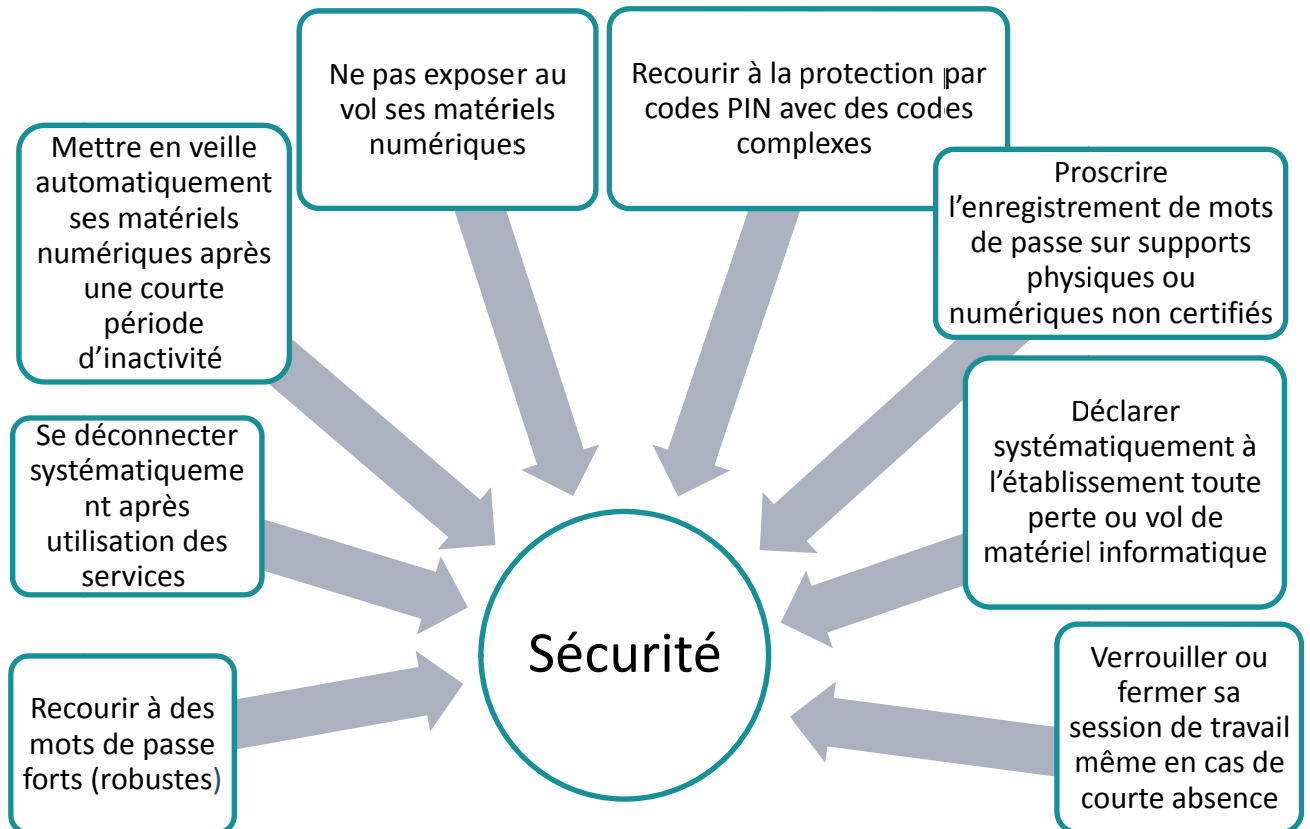 Ne pas exposer au
vol ses matériels
numériques
Recourir à la protection par
codes PIN avec des codes
complexes
Mettre en veille
automatiquement
ses matériels
numériques après
une courte
période
d’inactivité
Proscrire
l’enregistrement de mots
de passe sur supports
physiques ou
numériques non certifiés
Se déconnecter
systématiqueme
nt après
utilisation des
services
Déclarer
systématiquement à
l’établissement toute
perte ou vol de
matériel informatique
Recourir à des
mots de passe
forts (robustes)
Sécurité
Verrouiller ou
fermer sa
session de travail
même en cas de
courte absence